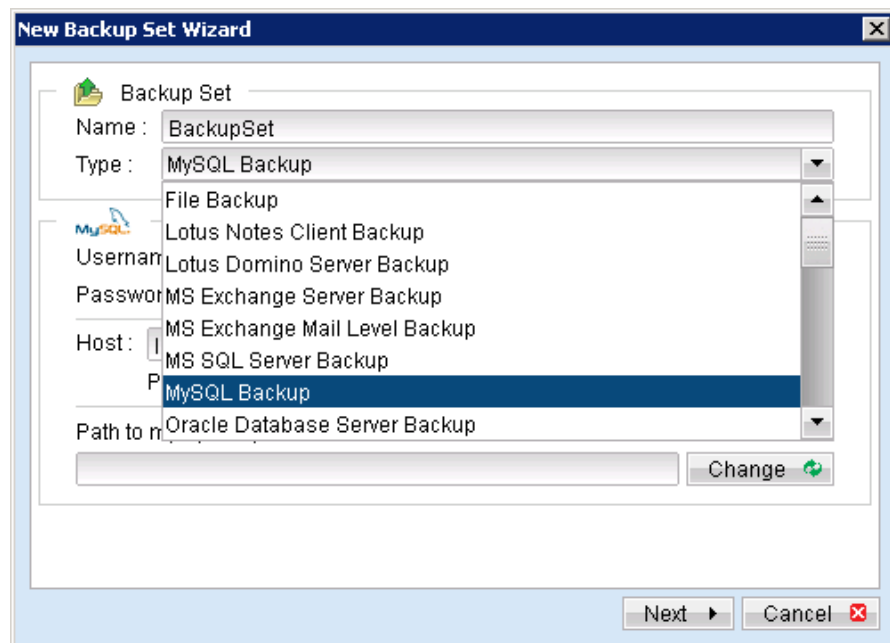 New Backup Set Wizard
Backup Set
Name : BackupSet
Type : MySQL Backup
File Backup
Lotus Notes Client Backup
MySQL
Lotus Domino Server Backup
MS Exchange Server Backup
MS Exchange Mail Level Backup
Host :
MS SQL Server Backup
MySQL Backup
Oracle Database Server Backup
Path to
Change
Next
Cancel